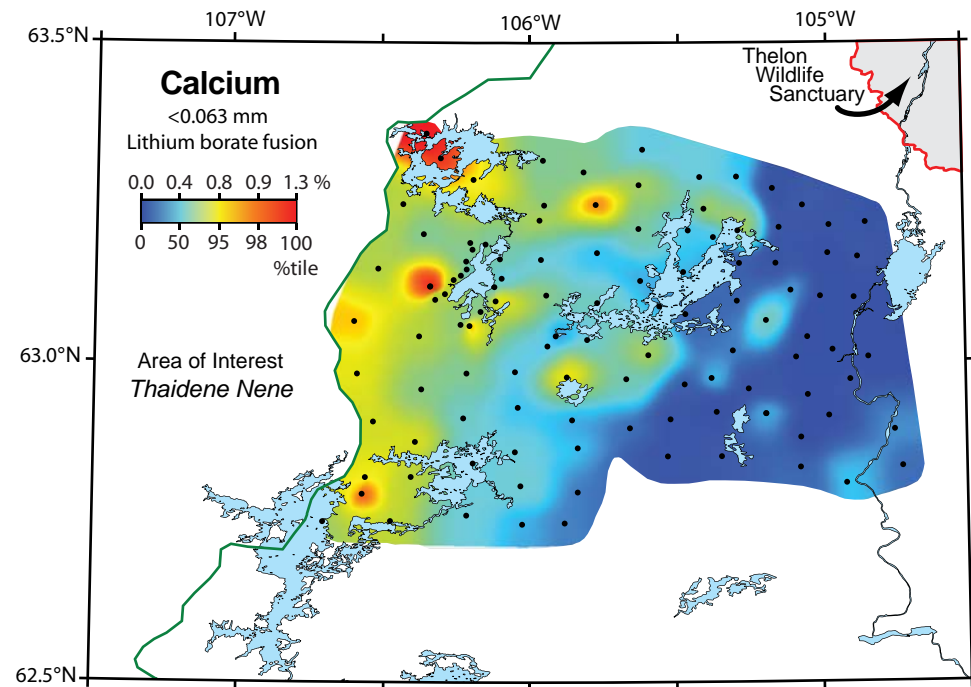 107°W 106°W 105°W
63.5°N
Calcium
<0.063 mm
Lithium borate fusion
0.0 0.4 0.8 0.9 1.3 %
0 50 95 98 100
%tile
Thelon
Wildlife
Sanctuary
63.0°N
Area of Interest
Thaidene Nene
62.5°N